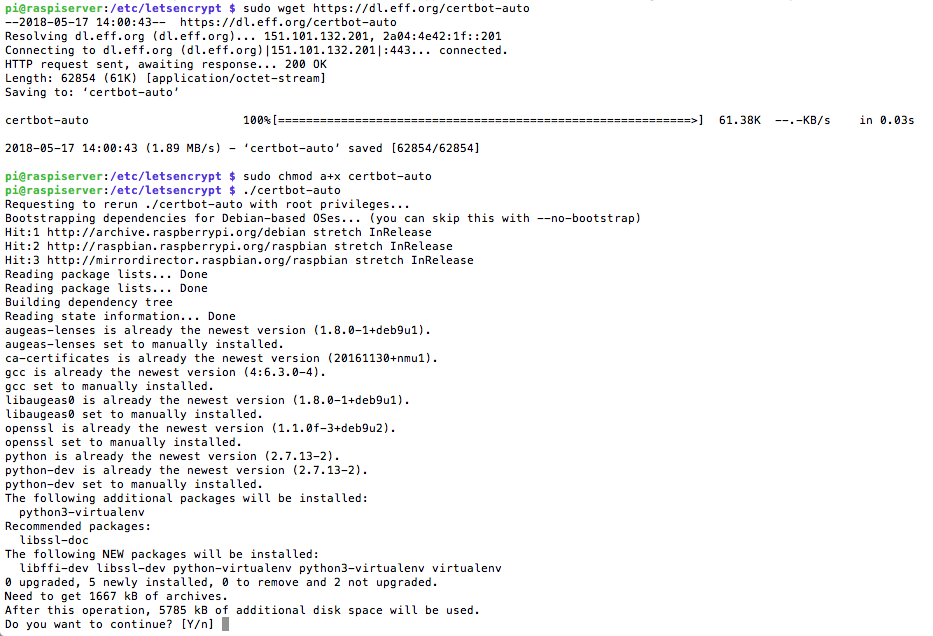 pi@raspiserver:/etc/letsencrypt $ sudo wget https://dl.eff.org/certbot-auto
--2018-05-17 14:00:43--  https://dl.eff.org/certbot-auto
Resolving dl.eff.org (dl.eff.org)... 151.101.132.201, 2a04:4e42:1f::201
Connecting to dl.eff.org (dl.eff.org)|151.101.132.201|:443... connected.
HTTP request sent, awaiting response... 200 OK
Length: 62854 (61K) [application/octet-stream]
Saving to: ‘certbot-auto’
certbot-auto                      100%[===========================================================>]  61.38K  --.-KB/s    in 0.03s
2018-05-17 14:00:43 (1.89 MB/s) - ‘certbot-auto’ saved [62854/62854]
pi@raspiserver:/etc/letsencrypt $ sudo chmod a+x certbot-auto
pi@raspiserver:/etc/letsencrypt $ ./certbot-auto
Requesting to rerun ./certbot-auto with root privileges...
Bootstrapping dependencies for Debian-based OSes... (you can skip this with --no-bootstrap)
Hit:1 http://archive.raspberrypi.org/debian stretch InRelease
Hit:2 http://raspbian.raspberrypi.org/raspbian stretch InRelease
Hit:3 http://mirrordirector.raspbian.org/raspbian stretch InRelease
Reading package lists... Done
Reading package lists... Done
Building dependency tree
Reading state information... Done
augeas-lenses is already the newest version (1.8.0-1+deb9u1).
augeas-lenses set to manually installed.
ca-certificates is already the newest version (20161130+nmu1).
gcc is already the newest version (4:6.3.0-4).
gcc set to manually installed.
libaugeas0 is already the newest version (1.8.0-1+deb9u1).
libaugeas0 set to manually installed.
openssl is already the newest version (1.1.0f-3+deb9u2).
openssl set to manually installed.
python is already the newest version (2.7.13-2).
python-dev is already the newest version (2.7.13-2).
python-dev set to manually installed.
The following additional packages will be installed:
  python3-virtualenv
Recommended packages:
  libssl-doc
The following NEW packages will be installed:
  libffi-dev libssl-dev python-virtualenv python3-virtualenv virtualenv
0 upgraded, 5 newly installed, 0 to remove and 2 not upgraded.
Need to get 1667 kB of archives.
After this operation, 5785 kB of additional disk space will be used.
Do you want to continue? [Y/n]